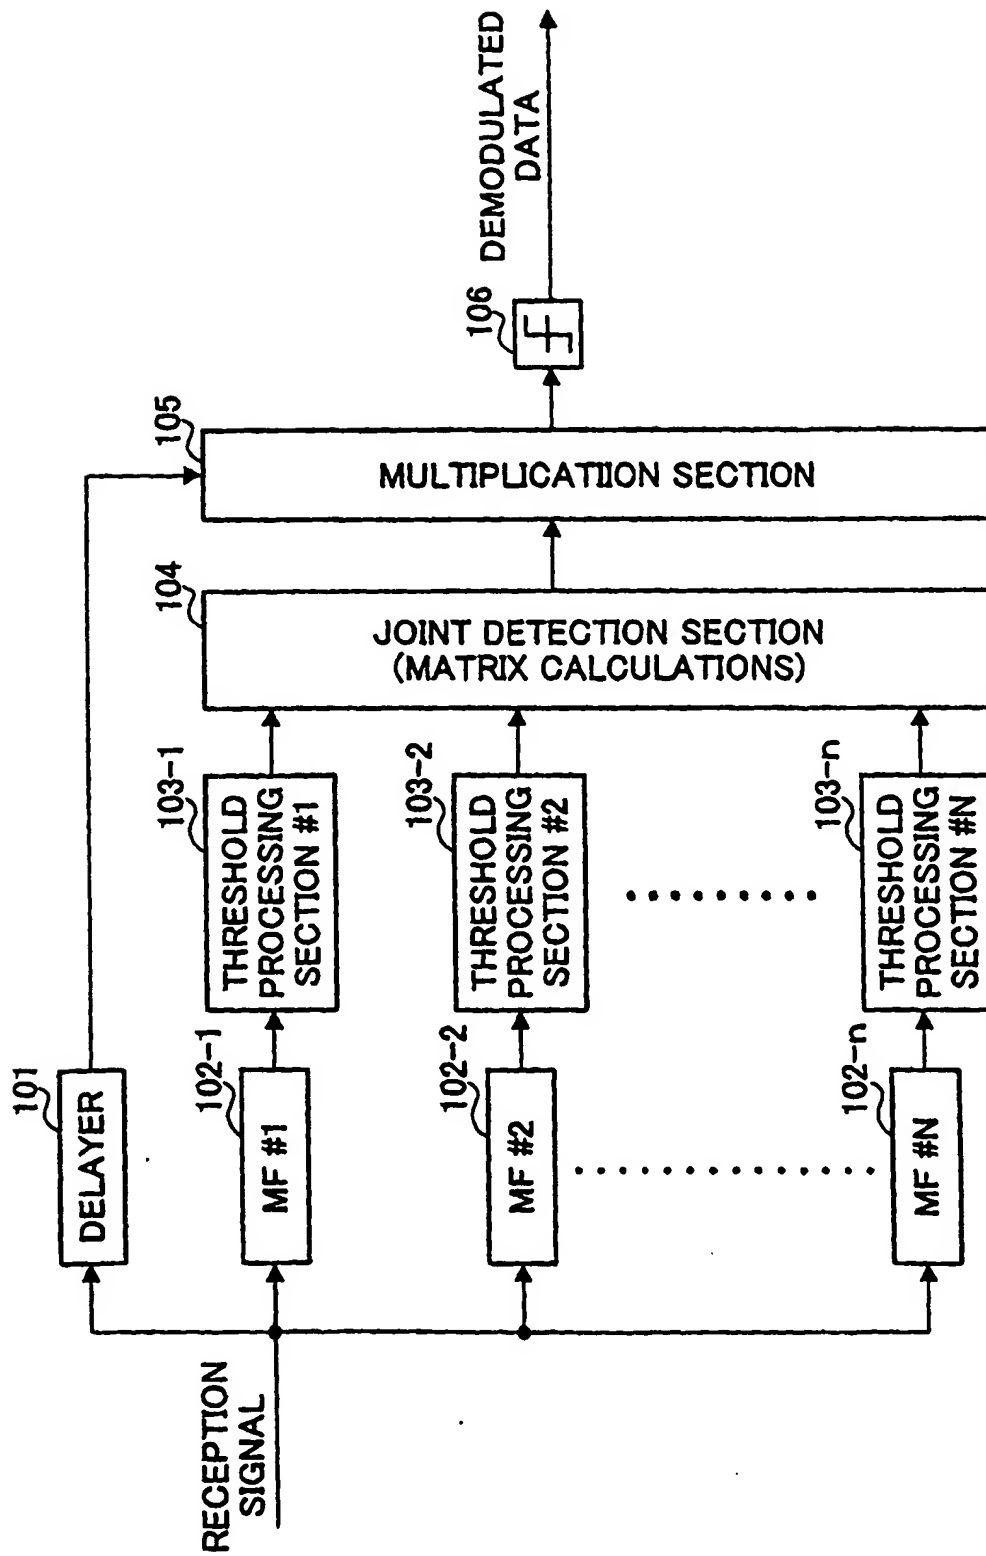 RECEPTION
SIGNAL
101
DELAYER
102-1
MF #1
103-1
THRESHOLD
PROCESSING
SECTION #1
102-2
MF #2
103-2
THRESHOLD
PROCESSING
SECTION #2
102-n
MF #N
103-n
THRESHOLD
PROCESSING
SECTION #N
104
JOINT DETECTION SECTION
(MATRIX CALCULATIONS)
105
MULTIPLICATIION SECTION
106
DEMODULATED
DATA